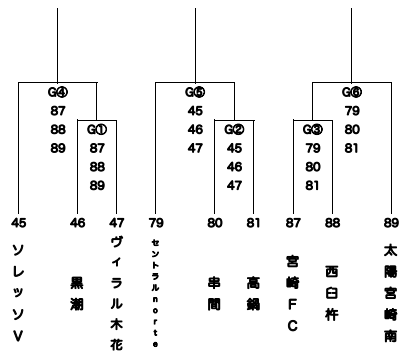 G④
87
88
89
G①
87
88
89
G⑤
45
46
47
G②
45
46
47
G③
79
80
81
G⑥
79
80
81
45
46
47
79
80
81
87
88
89
ソレッソV
黒潮
ヴィラル木花
セントラルnorte
串間
高鍋
宮崎FC
西臼杵
太陽宮崎南